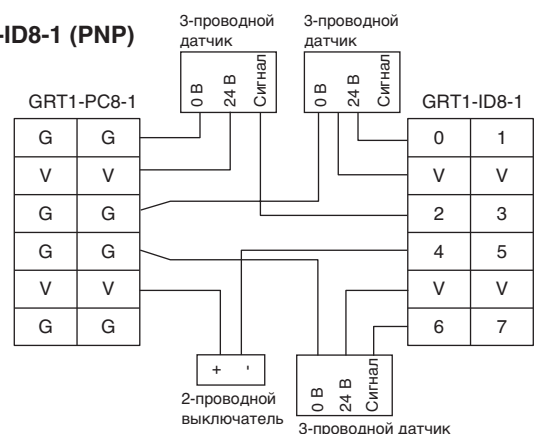 -ID8-1 (PNP)
3-проводной
датчик
3-проводной
датчик
0 В
24 В
Сигнал
0 В
24 В
Сигнал
GRT1-PC8-1
GRT1-ID8-1
G G
V V
G G
G G
V V
G G
0 1
V V
2 3
4 5
V V
6 7
+ -
2-проводной
выключатель
0 В
24 В
Сигнал
3-проводной датчик